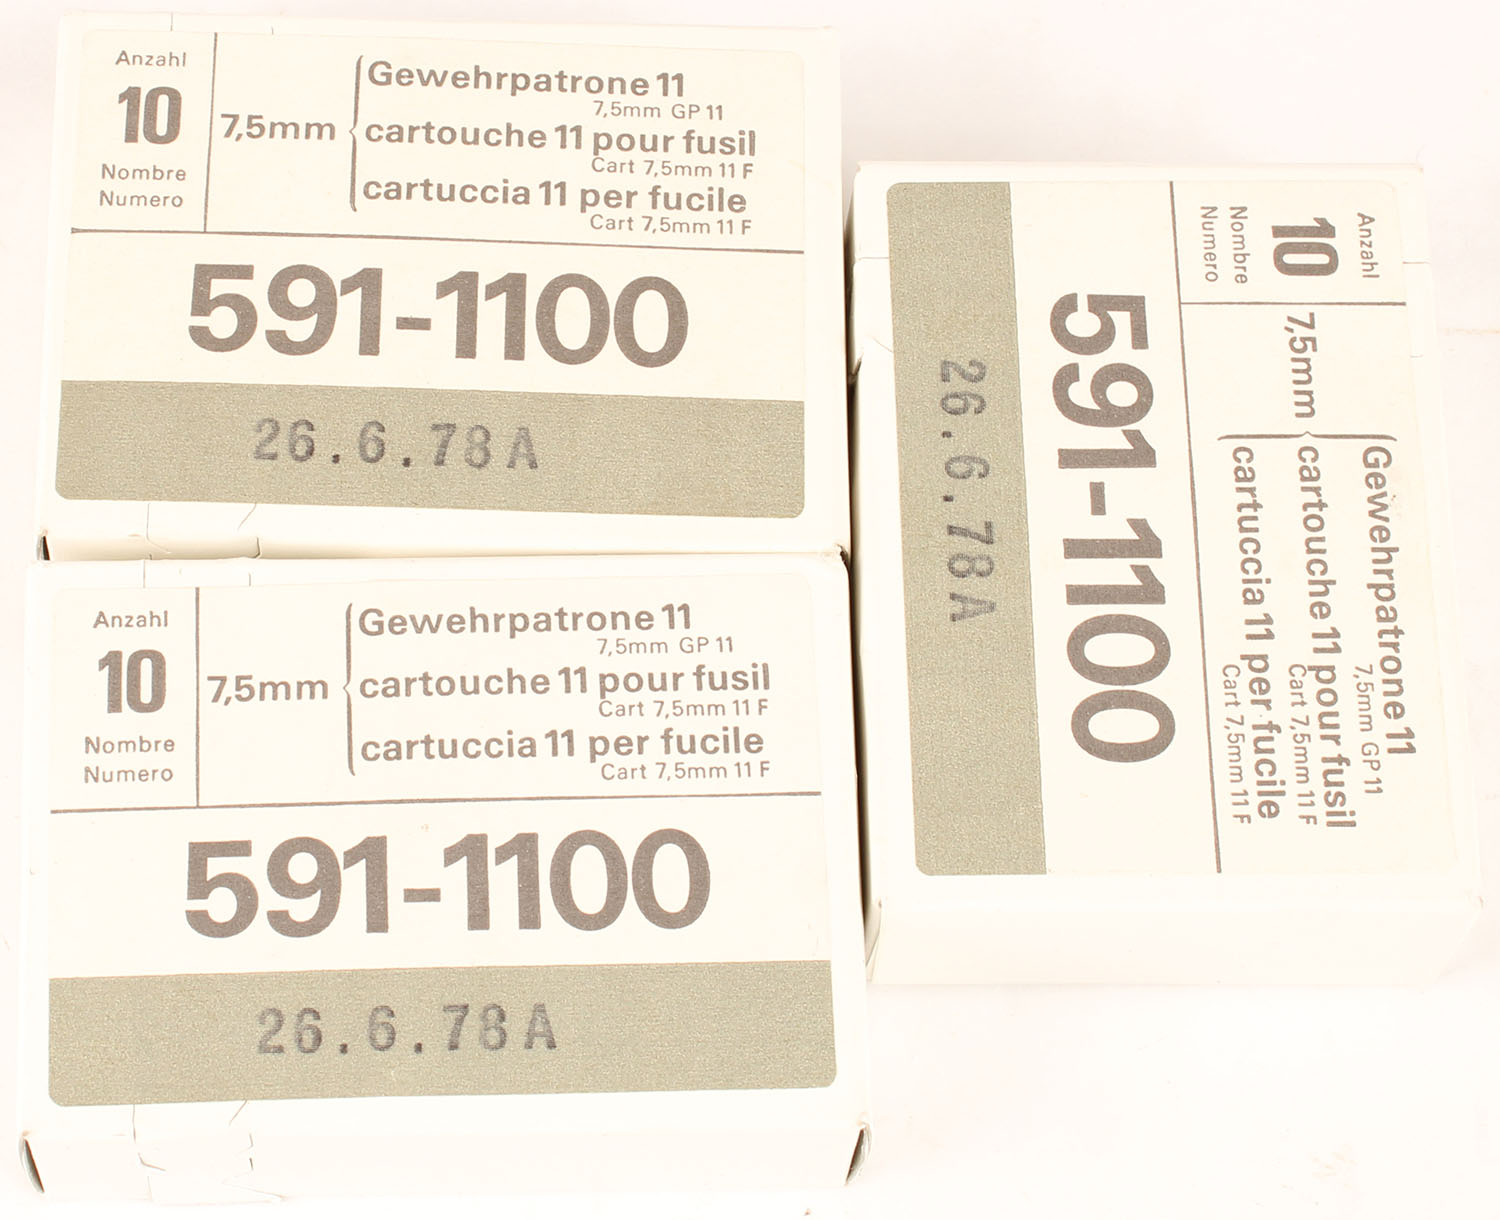 Anzahl
10
Nombre
Numero
7,5mm
Gewehrpatrone 11
7,5mm GP 11
cartouche 11 pour fusil
Cart 7,5mm 11 F
cartuccia 11 per fucile
Cart 7,5mm 11 F
591-1100
26.6.78A
Anzahl
10
Nombre
Numero
7,5mm
Gewehrpatrone 11
7,5mm GP 11
cartouche 11 pour fusil
Cart 7,5mm 11 F
cartuccia 11 per fucile
Cart 7,5mm 11 F
591-1100
26.6.78A
Anzahl
10
Nombre
Numero
7,5mm
Gewehrpatrone 11
7,5mm GP 11
cartouche 11 pour fusil
Cart 7,5mm 11 F
cartuccia 11 per fucile
Cart 7,5mm 11 F
591-1100
26.6.78A